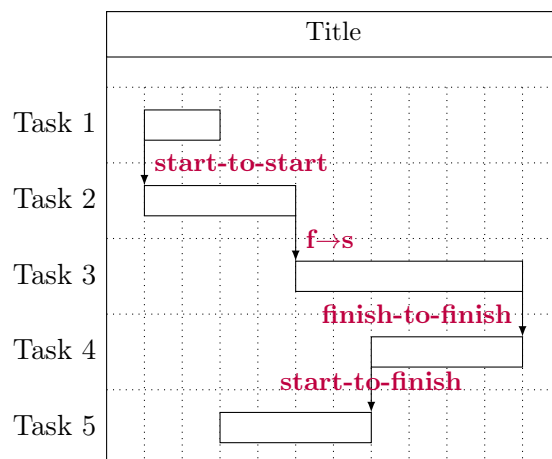 Title
Task 1
start-to-start
Task 2
f→s
Task 3
finish-to-finish
Task 4
start-to-finish
Task 5